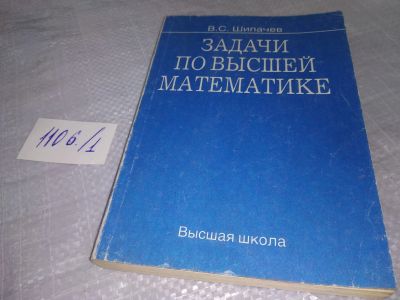 В.С. Шипачев
ЗАДАЧИ
ПО ВЫСШЕЙ
МАТЕМАТИКЕ
1106/1
Высшая школа